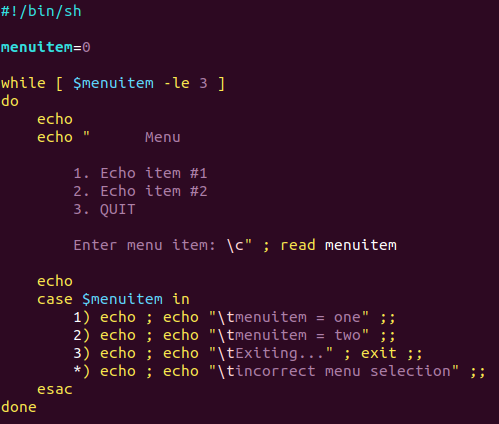 #!/bin/sh

menuitem=0

while [ $menuitem -le 3 ]
do
    echo
    echo "      Menu

        1. Echo item #1
        2. Echo item #2
        3. QUIT

        Enter menu item: \c" ; read menuitem

    echo
    case $menuitem in
        1) echo ; echo "\tmenuitem = one" ;;
        2) echo ; echo "\tmenuitem = two" ;;
        3) echo ; echo "\tExiting..." ; exit ;;
        *) echo ; echo "\tincorrect menu selection" ;;
    esac
done